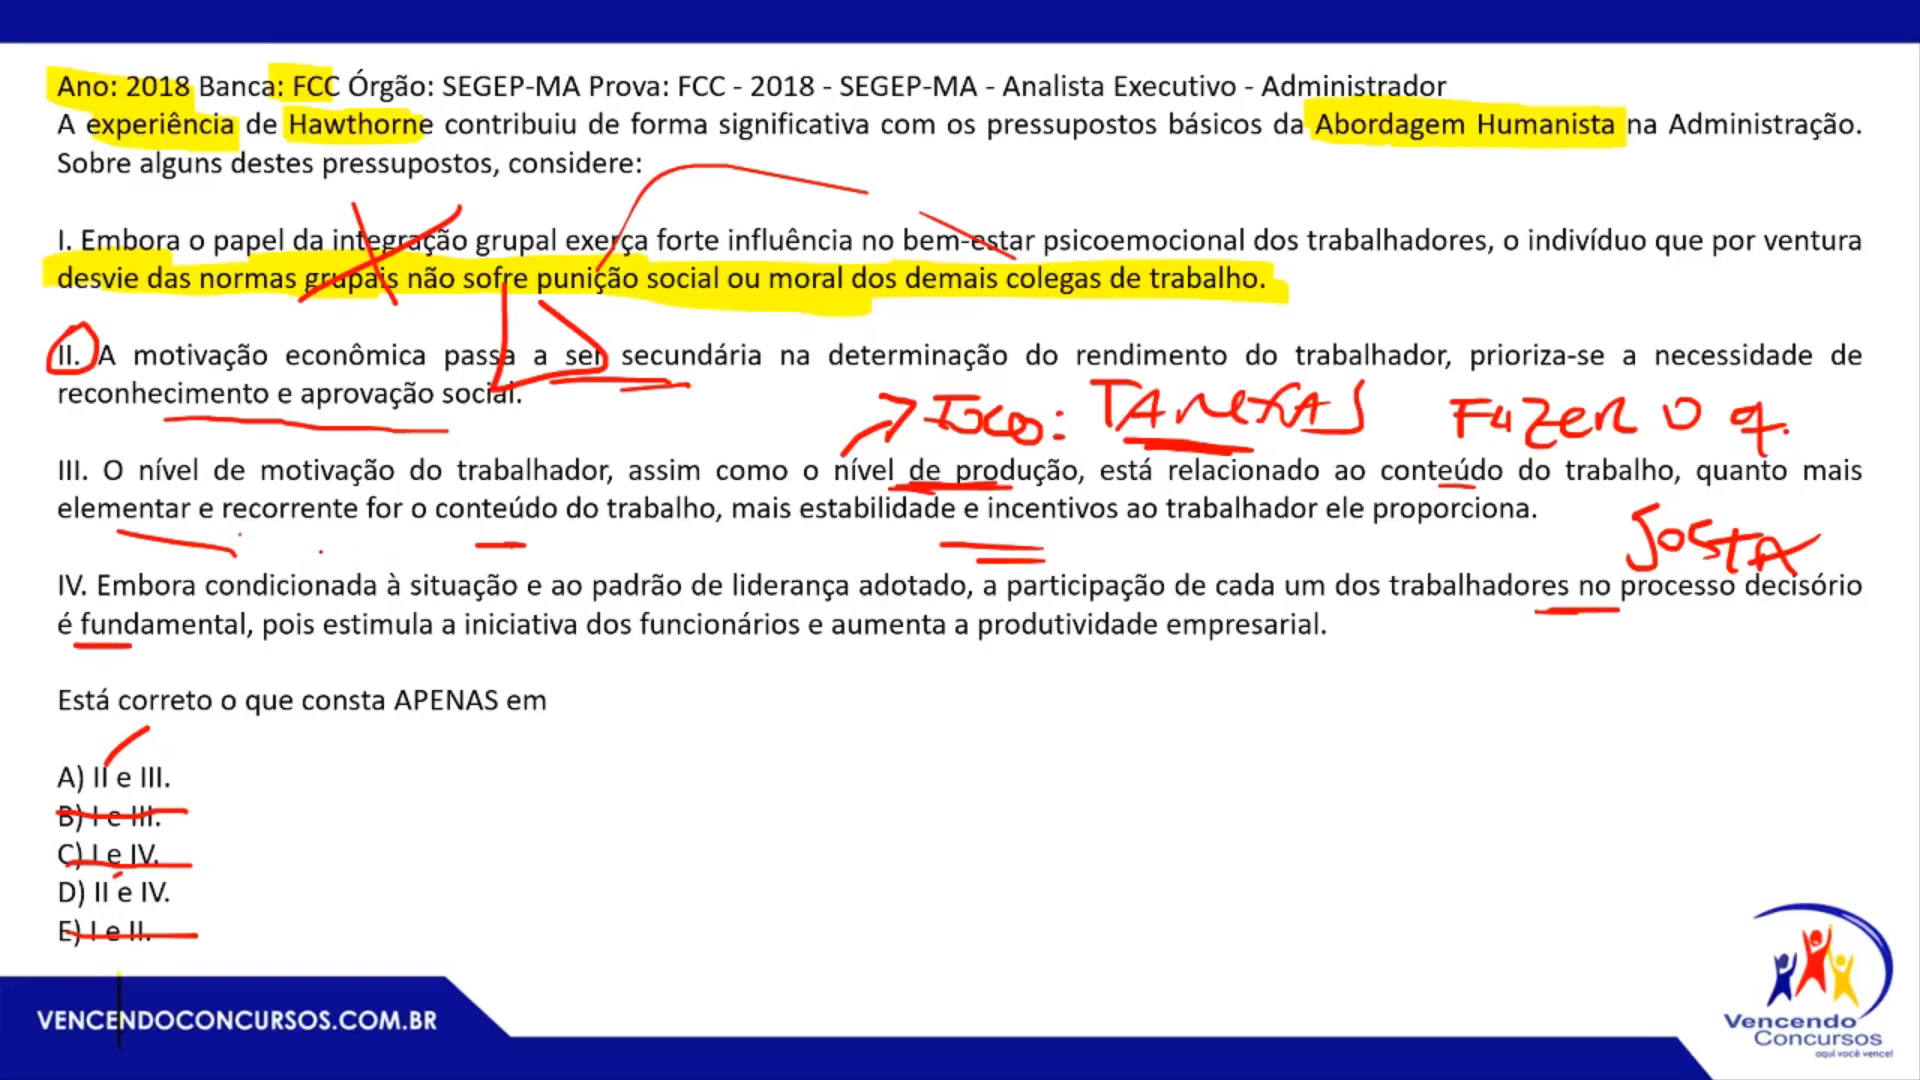 Ano: 2018 Banca: FCC Órgão: SEGEP-MA Prova: FCC - 2018 - SEGEP-MA - Analista Executivo - Administrador
A experiência de Hawthorne contribuiu de forma significativa com os pressupostos básicos da Abordagem Humanista na Administração.
Sobre alguns destes pressupostos, considere:
I. Embora o papel da integração grupal exerça forte influência no bem-estar psicoemocional dos trabalhadores, o indivíduo que por ventura
desvie das normas grupais não sofre punição social ou moral dos demais colegas de trabalho.
II. A motivação econômica passa a ser secundária na determinação do rendimento do trabalhador, prioriza-se a necessidade de
reconhecimento e aprovação social.
Foco: TAREFAS Fazer o q.
III. O nível de motivação do trabalhador, assim como o nível de produção, está relacionado ao conteúdo do trabalho, quanto mais
elementar e recorrente for o conteúdo do trabalho, mais estabilidade e incentivos ao trabalhador ele proporciona.
GOSTA
IV. Embora condicionada à situação e ao padrão de liderança adotado, a participação de cada um dos trabalhadores no processo decisório
é fundamental, pois estimula a iniciativa dos funcionários e aumenta a produtividade empresarial.
Está correto o que consta APENAS em
A) II e III.
B) I e III.
C) I e IV.
D) II e IV.
E) I e II.
VENCENDOCONCURSOS.COM.BR
Vencendo
Concursos
aqui você vence!